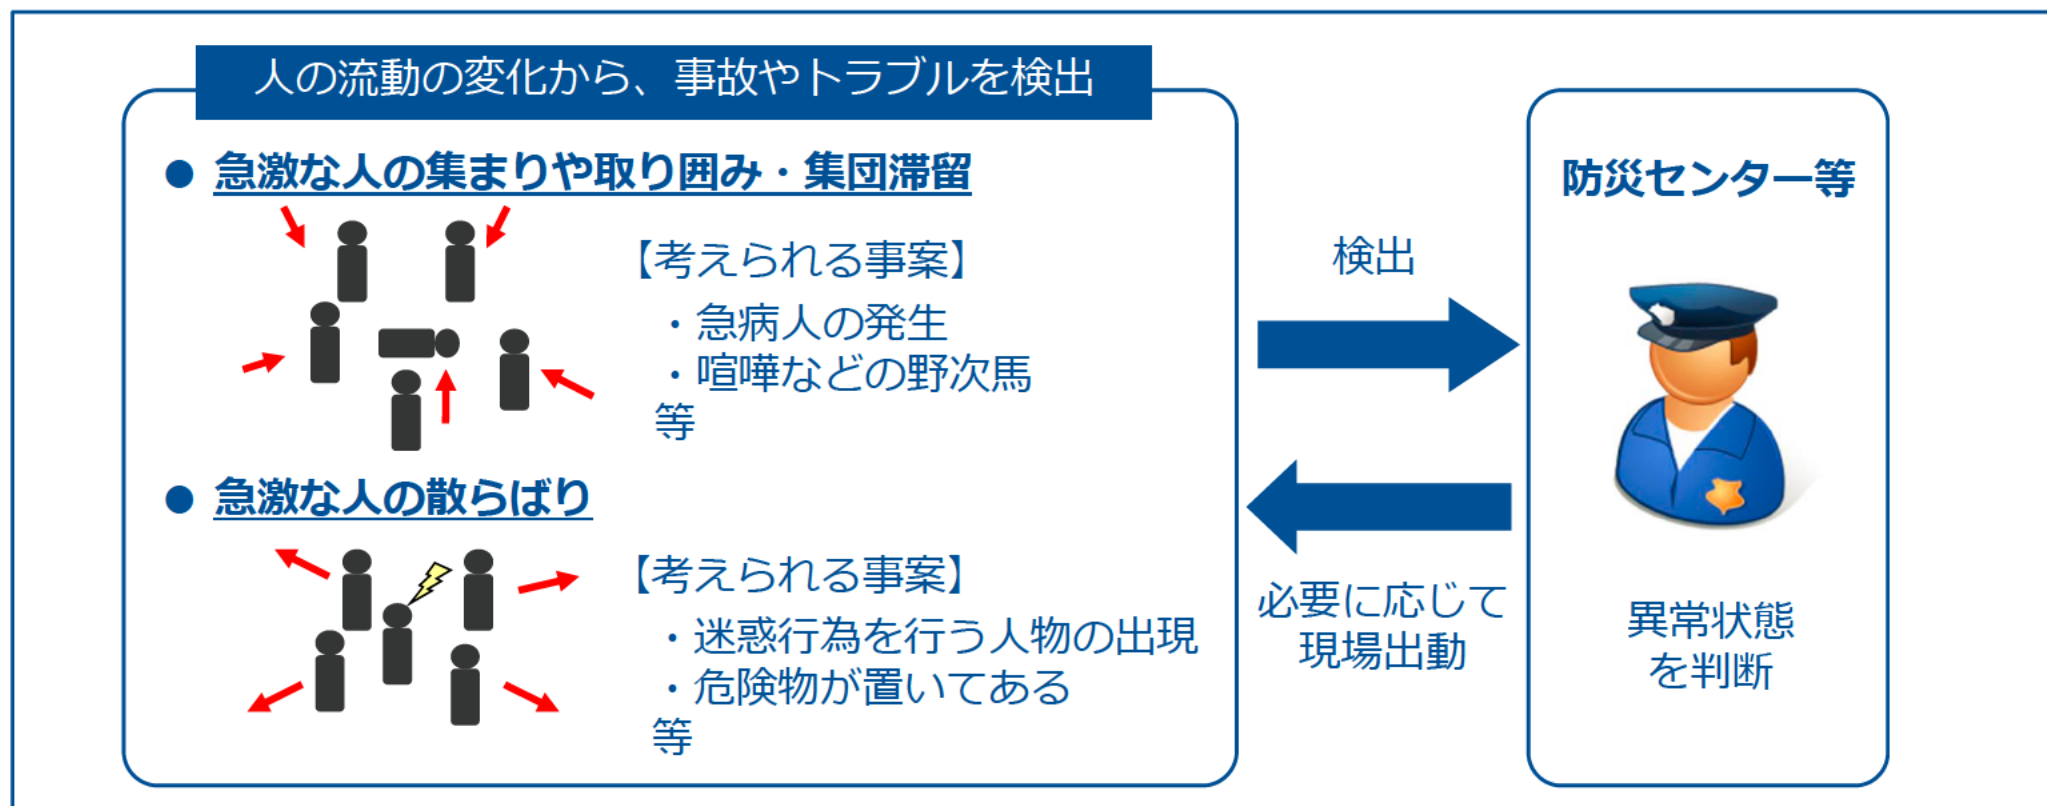 人の流動の変化から、事故やトラブルを検出
● 急激な人の集まりや取り囲み・集団滞留
【考えられる事案】
・急病人の発生
・喧嘩などの野次馬
等
● 急激な人の散らばり
【考えられる事案】
・迷惑行為を行う人物の出現
・危険物が置いてある
等
検出
必要に応じて
現場出動
防災センター等
異常状態
を判断